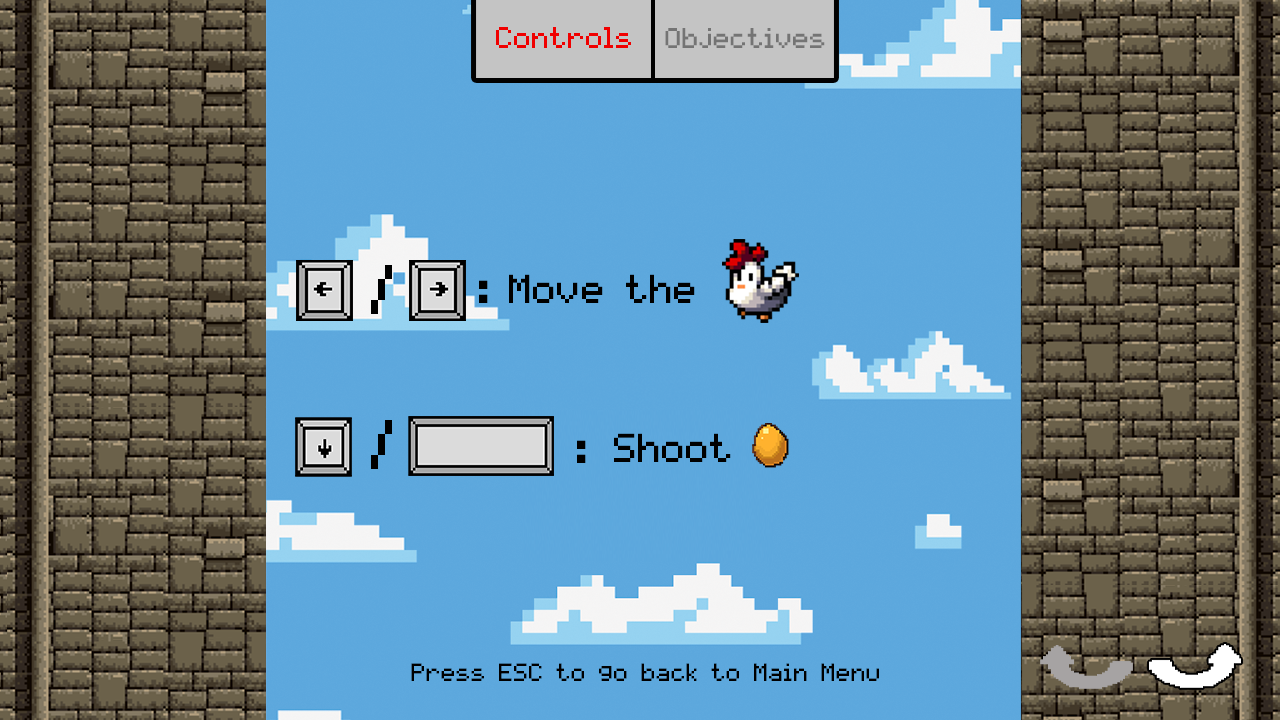 Controls Objectives
← / → : Move the
↓ / : Shoot
Press ESC to go back to Main Menu